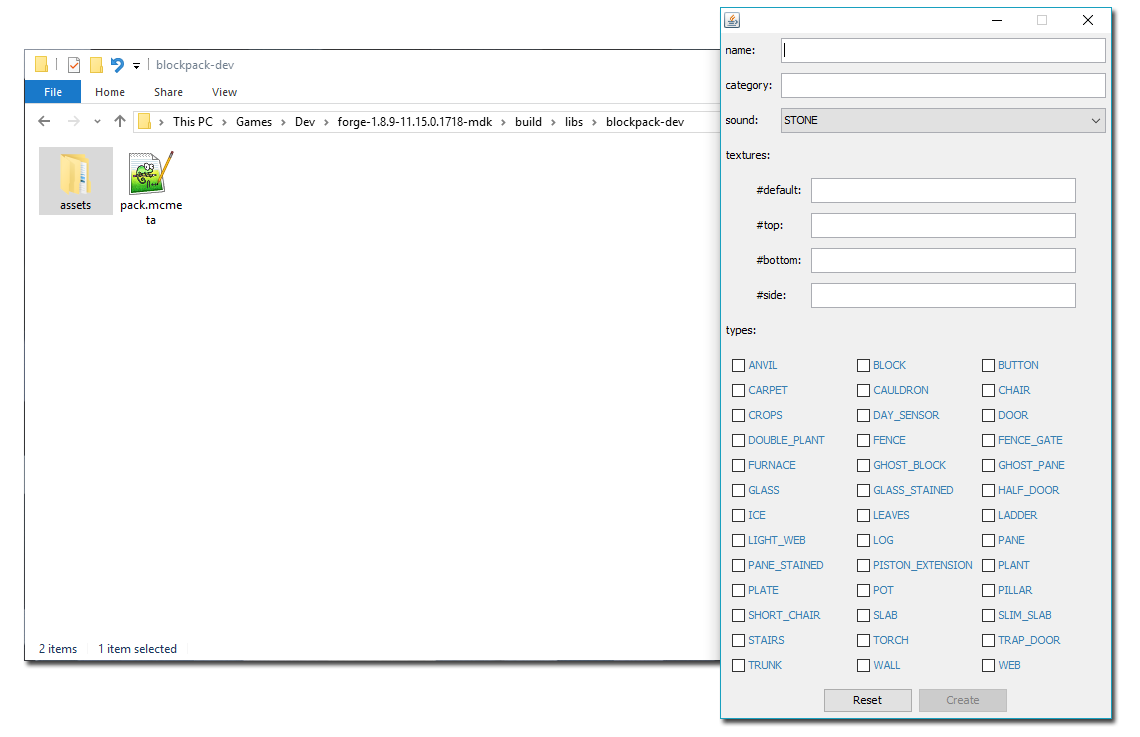 blockpack-dev
File Home Share View
This PC Games Dev forge-1.8.9-11.15.0.1718-mdk build libs blockpack-dev
assets
pack.mcme
ta
2 items 1 item selected
name:
category:
sound: STONE
textures:
#default:
#top:
#bottom:
#side:
types:
ANVIL BLOCK BUTTON
CARPET CAULDRON CHAIR
CROPS DAY_SENSOR DOOR
DOUBLE_PLANT FENCE FENCE_GATE
FURNACE GHOST_BLOCK GHOST_PANE
GLASS GLASS_STAINED HALF_DOOR
ICE LEAVES LADDER
LIGHT_WEB LOG PANE
PANE_STAINED PISTON_EXTENSION PLANT
PLATE POT PILLAR
SHORT_CHAIR SLAB SLIM_SLAB
STAIRS TORCH TRAP_DOOR
TRUNK WALL WEB
Reset Create